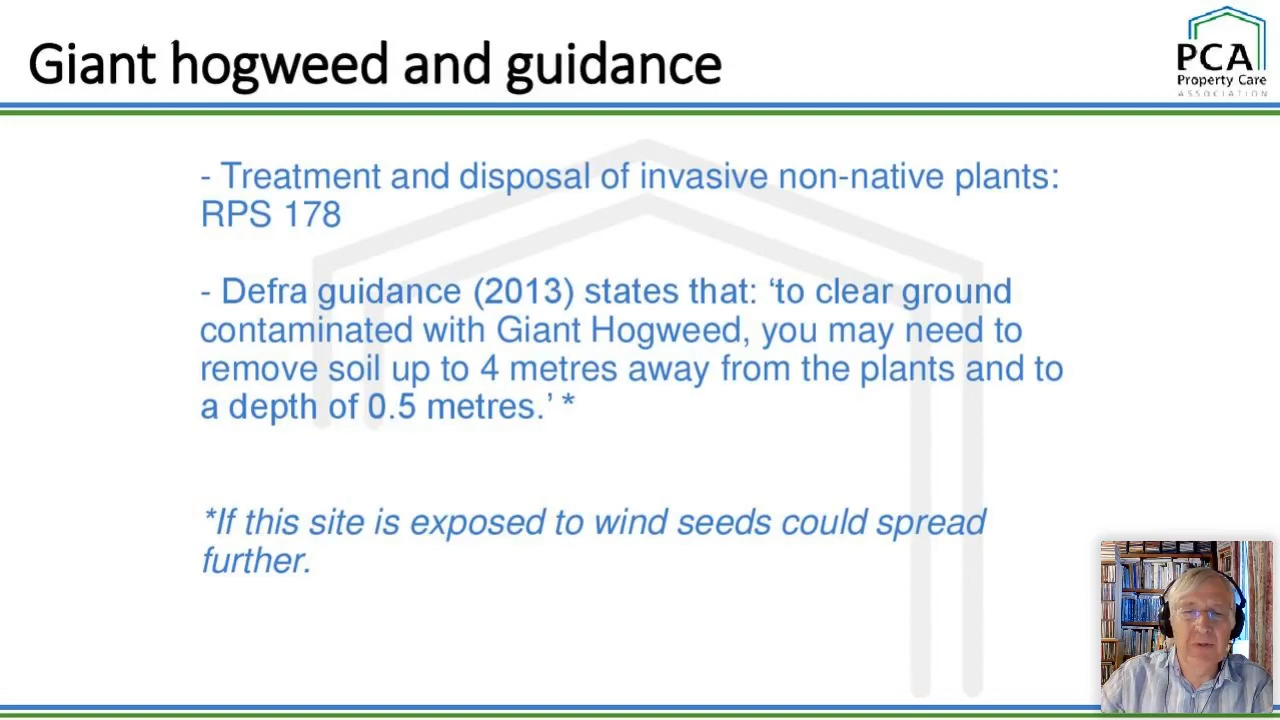 Giant hogweed and guidance
PCA
Property Care
ASSOCIATION
- Treatment and disposal of invasive non-native plants:
RPS 178
- Defra guidance (2013) states that: ‘to clear ground
contaminated with Giant Hogweed, you may need to
remove soil up to 4 metres away from the plants and to
a depth of 0.5 metres.’ *
*If this site is exposed to wind seeds could spread
further.